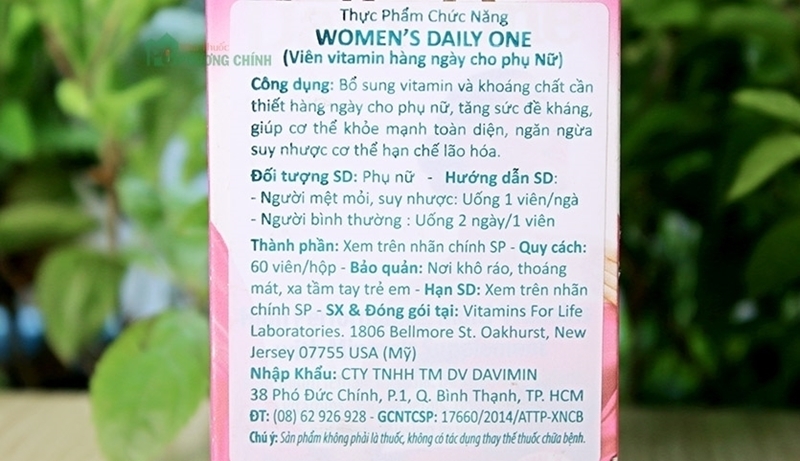 Thực Phẩm Chức Năng
WOMEN'S DAILY ONE
(Viên vitamin hàng ngày cho phụ Nữ)
Công dụng: Bổ sung vitamin và khoáng chất cần
thiết hàng ngày cho phụ nữ, tăng sức đề kháng,
giúp cơ thể khỏe mạnh toàn diện, ngăn ngừa
suy nhược cơ thể hạn chế lão hóa.
Đối tượng SD: Phụ nữ - Hướng dẫn SD:
- Người mệt mỏi, suy nhược: Uống 1 viên/ngà
- Người bình thường : Uống 2 ngày/1 viên
Thành phần: Xem trên nhãn chính SP - Quy cách:
60 viên/hộp - Bảo quản: Nơi khô ráo, thoáng
mát, xa tầm tay trẻ em - Hạn SD: Xem trên nhãn
chính SP - SX & Đóng gói tại: Vitamins For Life
Laboratories. 1806 Bellmore St. Oakhurst, New
Jersey 07755 USA (Mỹ)
Nhập Khẩu: CTY TNHH TM DV DAVIMIN
38 Phó Đức Chính, P.1, Q. Bình Thạnh, TP. HCM
ĐT: (08) 62 926 928 - GCNTCSP: 17660/2014/ATTP-XNCB
Chú ý: Sản phẩm không phải là thuốc, không có tác dụng thay thế thuốc chữa bệnh.